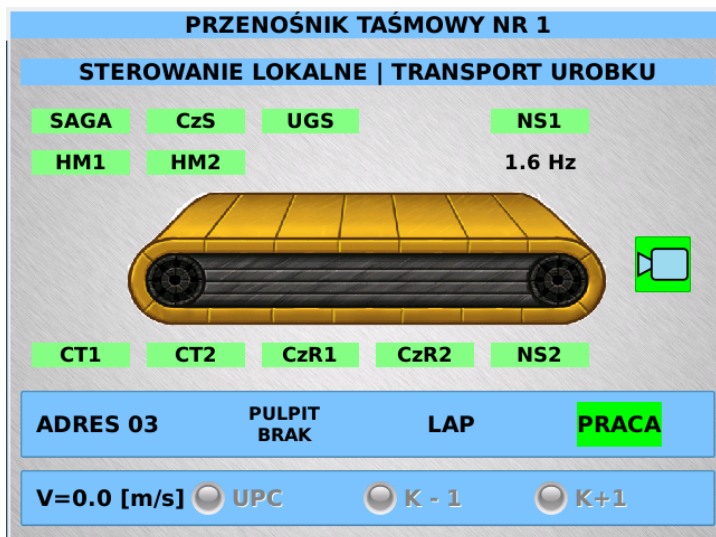 PRZENOŚNIK TAŚMOWY NR 1
STEROWANIE LOKALNE | TRANSPORT UROBKU
SAGA CzS UGS NS1
HM1 HM2 1.6 Hz
CT1 CT2 CzR1 CzR2 NS2
ADRES 03 PULPIT BRAK LAP PRACA
V=0.0 [m/s] UPC K - 1 K+1